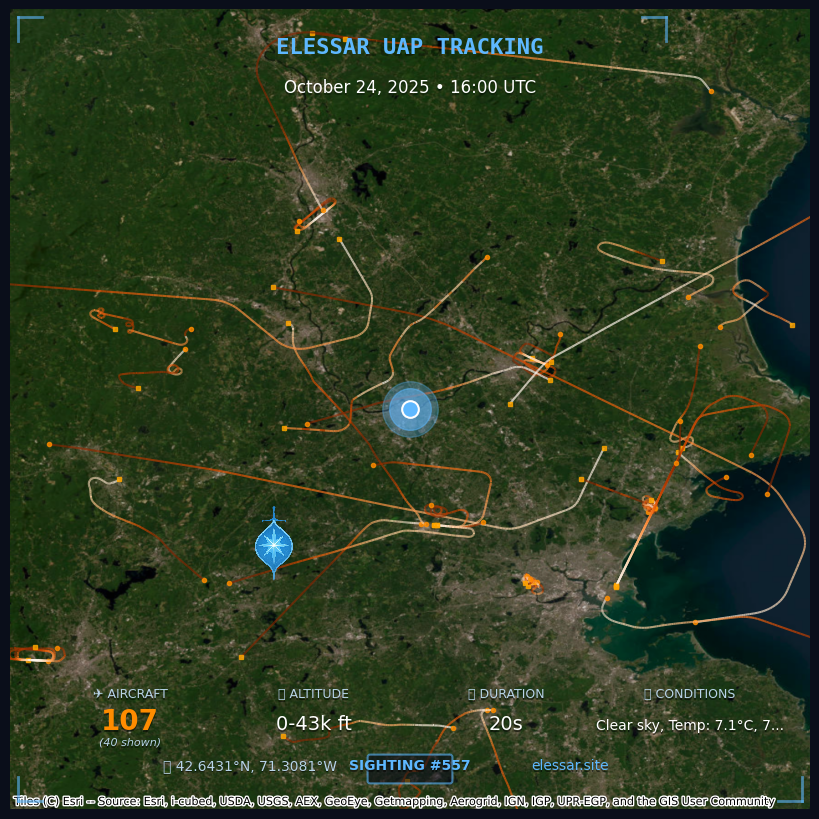 ELESSAR UAP TRACKING
October 24, 2025 • 16:00 UTC
✈ AIRCRAFT
107
(40 shown)
ALTITUDE
0-43k ft
DURATION
20s
CONDITIONS
Clear sky, Temp: 7.1°C, 7...
42.6431°N, 71.3081°W
SIGHTING #557
elessar.site
Tiles (C) Esri -- Source: Esri, i-cubed, USDA, USGS, AEX, GeoEye, Getmapping, Aerogrid, IGN, IGP, UPR-EGP, and the GIS User Community